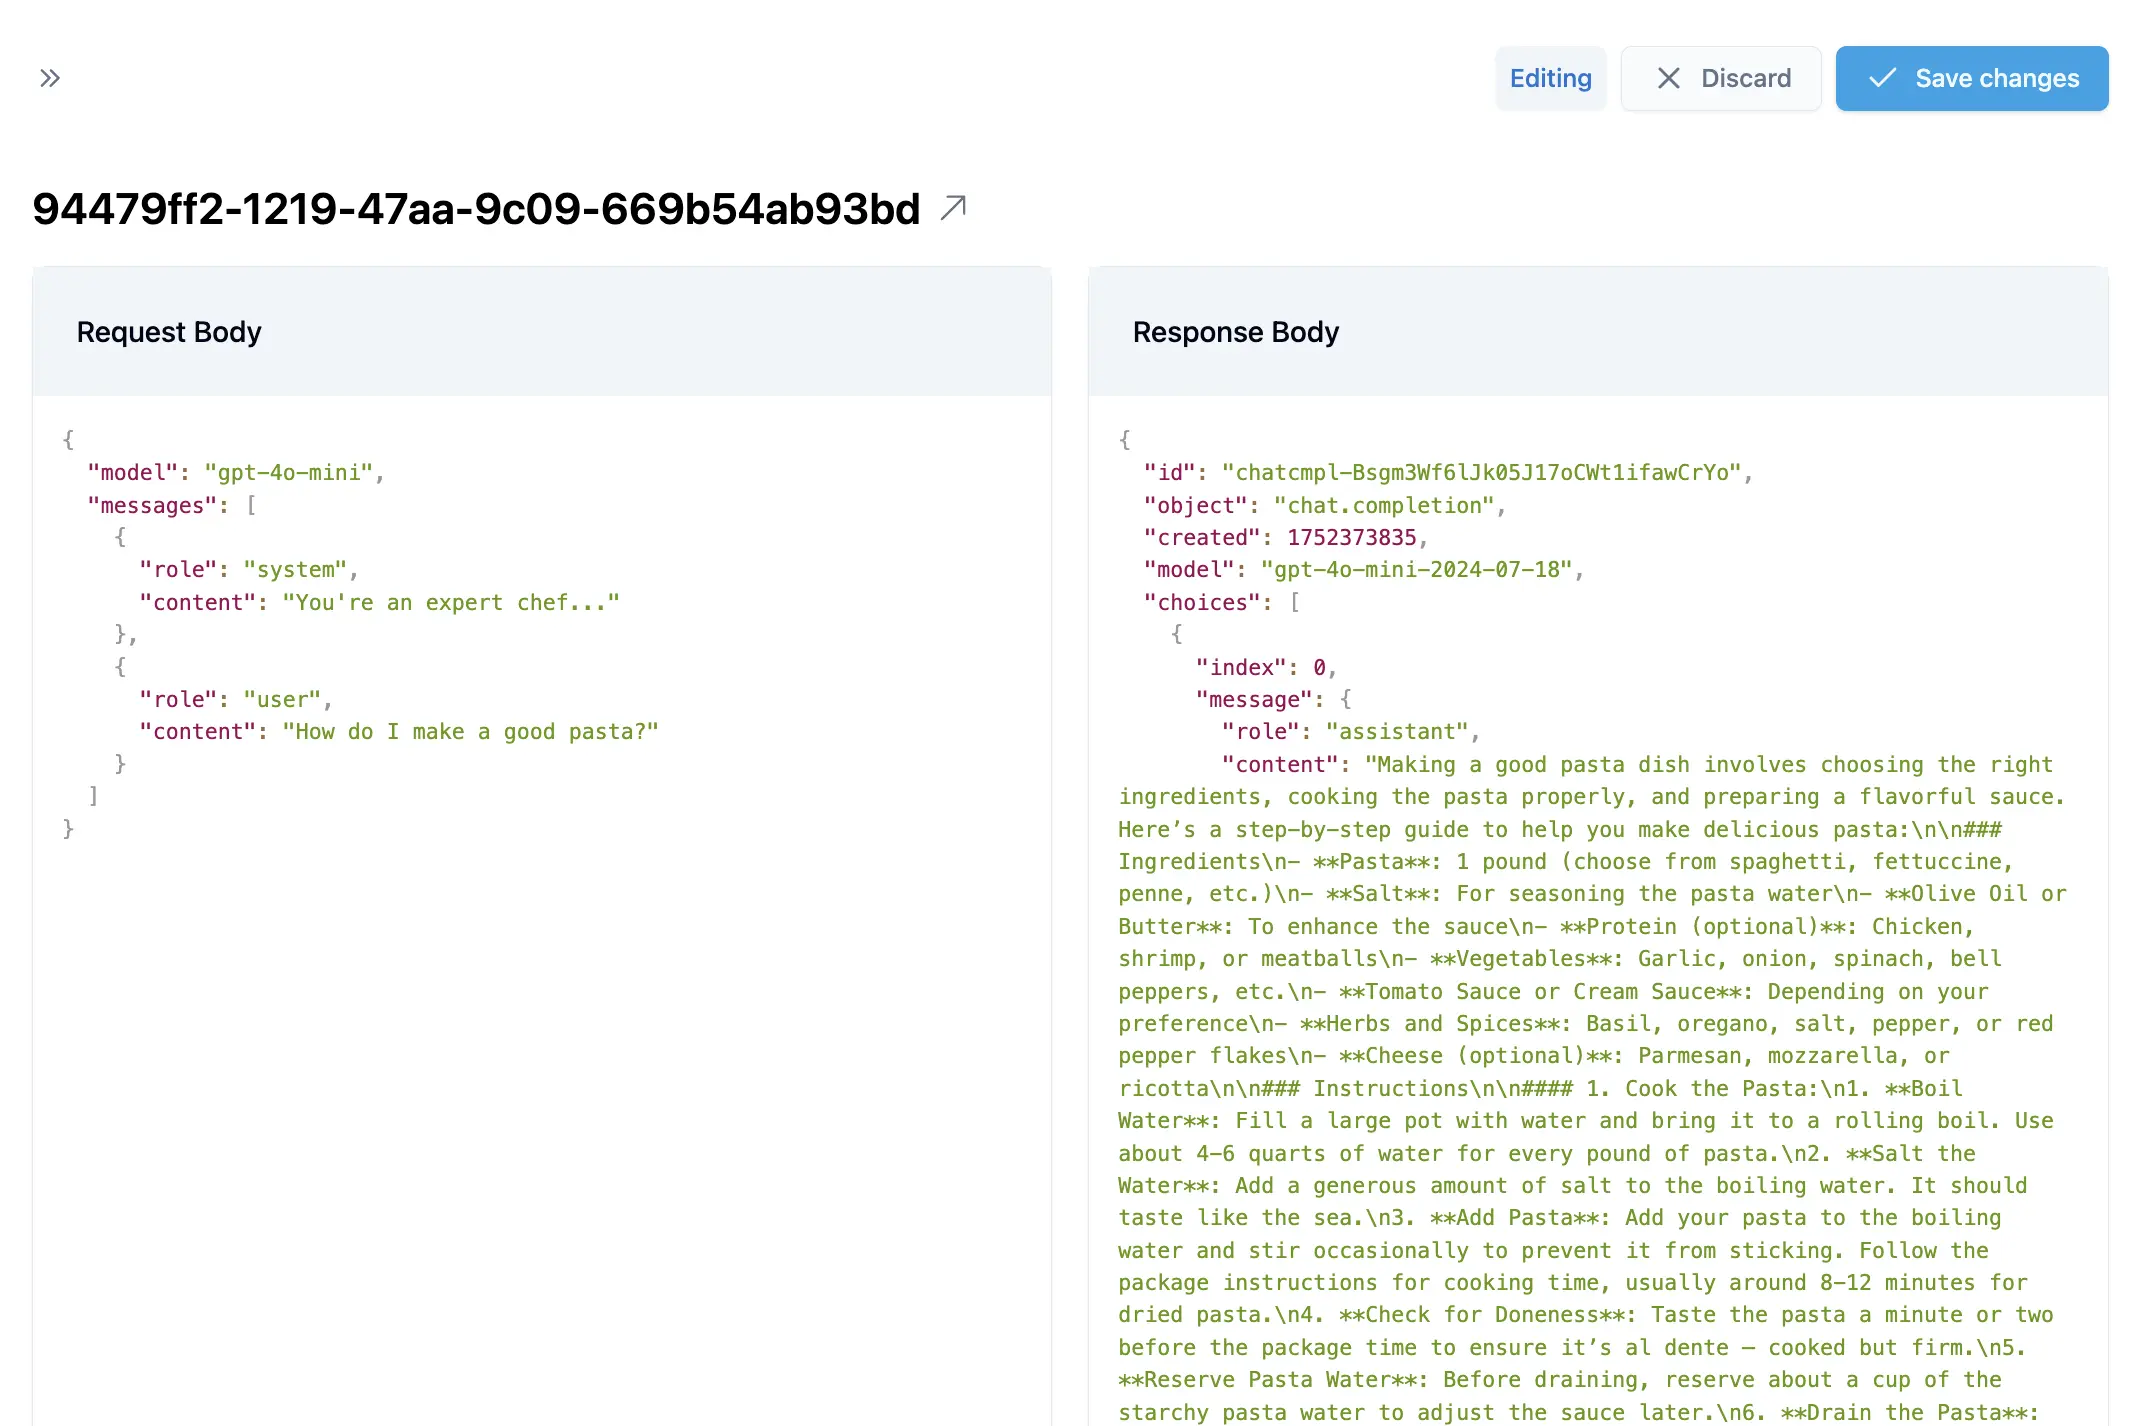 Editing
Discard
Save changes
94479ff2-1219-47aa-9c09-669b54ab93bd
Request Body
{
  "model": "gpt-4o-mini",
  "messages": [
    {
      "role": "system",
      "content": "You're an expert chef..."
    },
    {
      "role": "user",
      "content": "How do I make a good pasta?"
    }
  ]
}
Response Body
{
  "id": "chatcmpl-Bsgm3Wf6lJk05J17oCWt1ifawCrYo",
  "object": "chat.completion",
  "created": 1752373835,
  "model": "gpt-4o-mini-2024-07-18",
  "choices": [
    {
      "index": 0,
      "message": {
        "role": "assistant",
        "content": "Making a good pasta dish involves choosing the right
ingredients, cooking the pasta properly, and preparing a flavorful sauce.
Here’s a step-by-step guide to help you make delicious pasta:\n\n###
Ingredients\n- **Pasta**: 1 pound (choose from spaghetti, fettuccine,
penne, etc.)\n- **Salt**: For seasoning the pasta water\n- **Olive Oil or
Butter**: To enhance the sauce\n- **Protein (optional)**: Chicken,
shrimp, or meatballs\n- **Vegetables**: Garlic, onion, spinach, bell
peppers, etc.\n- **Tomato Sauce or Cream Sauce**: Depending on your
preference\n- **Herbs and Spices**: Basil, oregano, salt, pepper, or red
pepper flakes\n- **Cheese (optional)**: Parmesan, mozzarella, or
ricotta\n\n### Instructions\n\n#### 1. Cook the Pasta:\n1. **Boil
Water**: Fill a large pot with water and bring it to a rolling boil. Use
about 4-6 quarts of water for every pound of pasta.\n2. **Salt the
Water**: Add a generous amount of salt to the boiling water. It should
taste like the sea.\n3. **Add Pasta**: Add your pasta to the boiling
water and stir occasionally to prevent it from sticking. Follow the
package instructions for cooking time, usually around 8-12 minutes for
dried pasta.\n4. **Check for Doneness**: Taste the pasta a minute or two
before the package time to ensure it’s al dente — cooked but firm.\n5.
**Reserve Pasta Water**: Before draining, reserve about a cup of the
starchy pasta water to adjust the sauce later.\n6. **Drain the Pasta**: